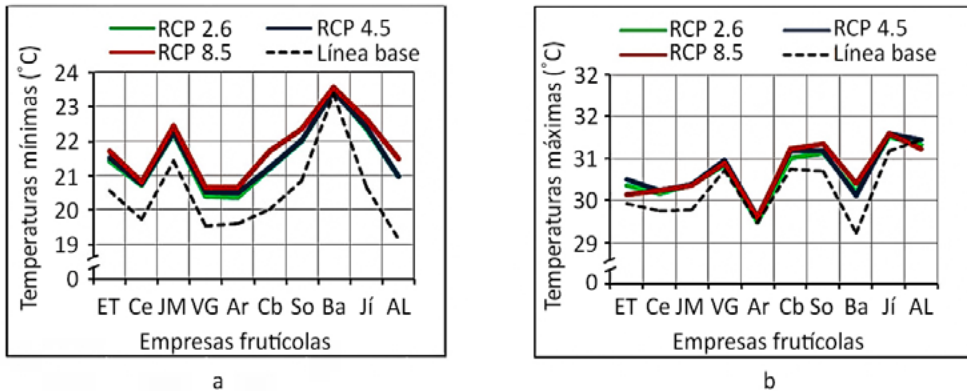 RCP 2.6 RCP 4.5
RCP 8.5 Línea base
Temperaturas mínimas (°C)
24
23
22
21
20
19
0
ET Ce JM VG Ar Cb So Ba Jí AL
Empresas frutícolas
a
RCP 2.6 RCP 4.5
RCP 8.5 Línea base
Temperaturas máximas (°C)
32
32
31
30
29
0
ET Ce JM VG Ar Cb So Ba Jí AL
Empresas frutícolas
b